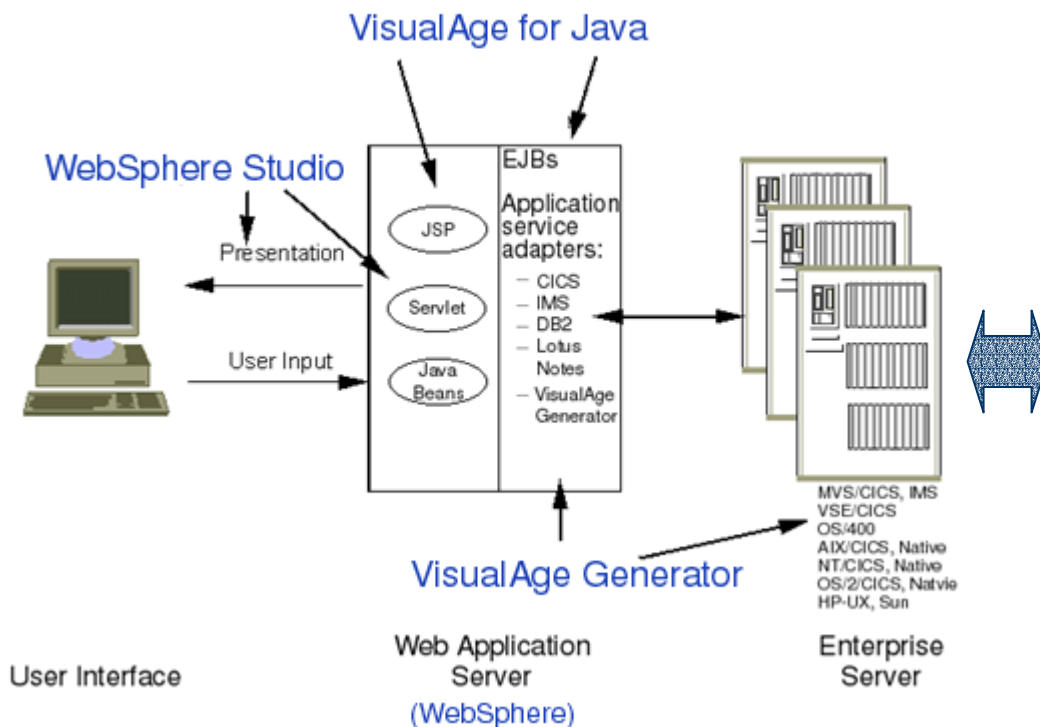 VisualAge for Java
WebSphere Studio
Presentation
User Input
JSP
Servlet
Java
Beans
EJBs
Application
service
adapters:
– CICS
– IMS
– DB2
– Lotus
Notes
– VisualAge
Generator
MVS/CICS, IMS
VSE/CICS
OS/400
AIX/CICS, Native
NT/CICS, Native
OS/2/CICS, Natvie
HP-UX, Sun
VisualAge Generator
User Interface
Web Application
Server
(WebSphere)
Enterprise
Server